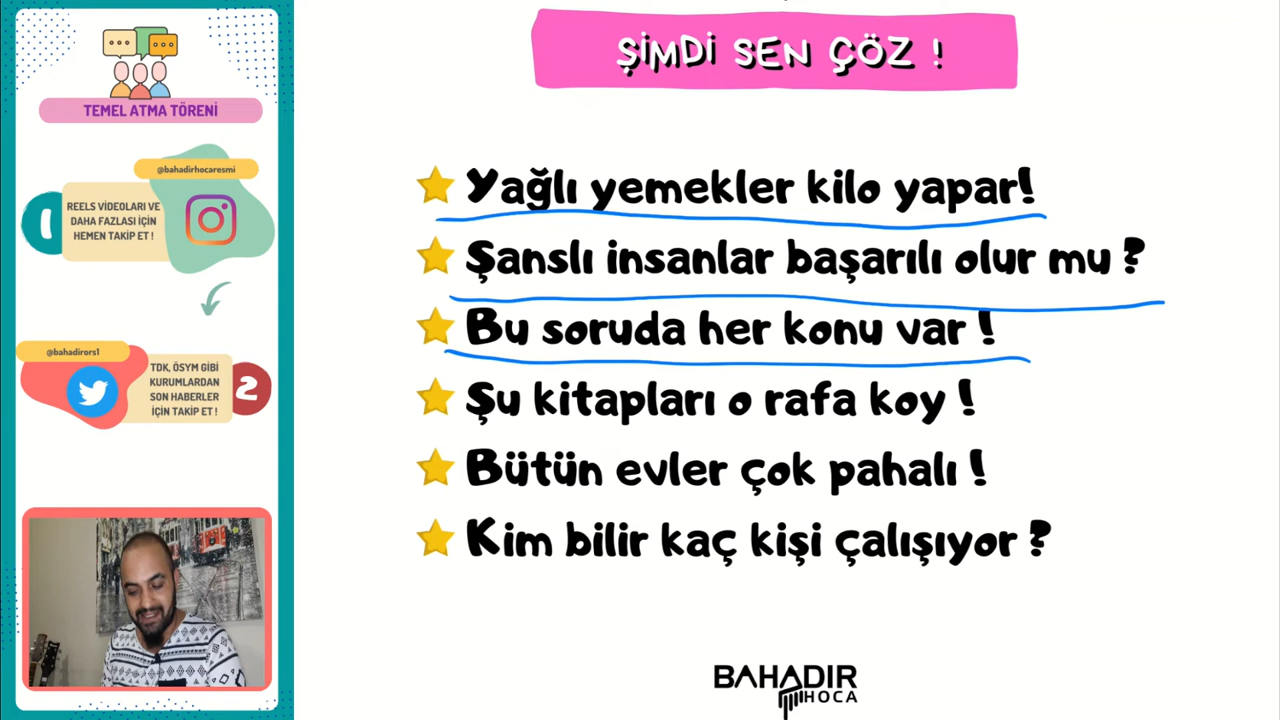 TEMEL ATMA TÖRENİ
@bahadirhocaresmi
1
REELS VİDEOLARI VE
DAHA FAZLASI İÇİN
HEMEN TAKİP ET !
@bahadirors1
TDK, ÖSYM GİBİ
KURUMLARDAN
SON HABERLER
İÇİN TAKİP ET !
2
ŞİMDİ SEN ÇÖZ !
Yağlı yemekler kilo yapar!
Şanslı insanlar başarılı olur mu ?
Bu soruda her konu var !
Şu kitapları o rafa koy !
Bütün evler çok pahalı !
Kim bilir kaç kişi çalışıyor ?
BAHADIR
HOCA